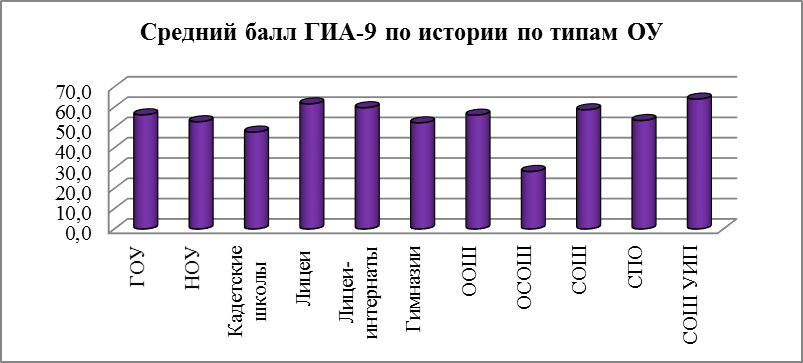 Средний балл ГИА-9 по истории по типам ОУ
70,0
60,0
50,0
40,0
30,0
20,0
10,0
0,0
ГОУ
НОУ
Кадетские
школы
Лицеи
Лицеи-
интернаты
Гимназии
ООШ
ОСОШ
СОШ
СПО
СОШ УИП